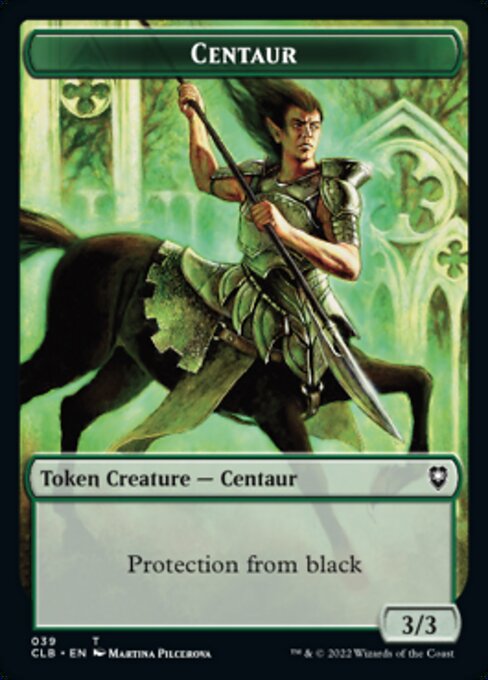 Centaur
Token Creature — Centaur
Protection from black
3/3
039 T
CLB • EN Martina Pilcerova
™ & © 2022 Wizards of the Coast